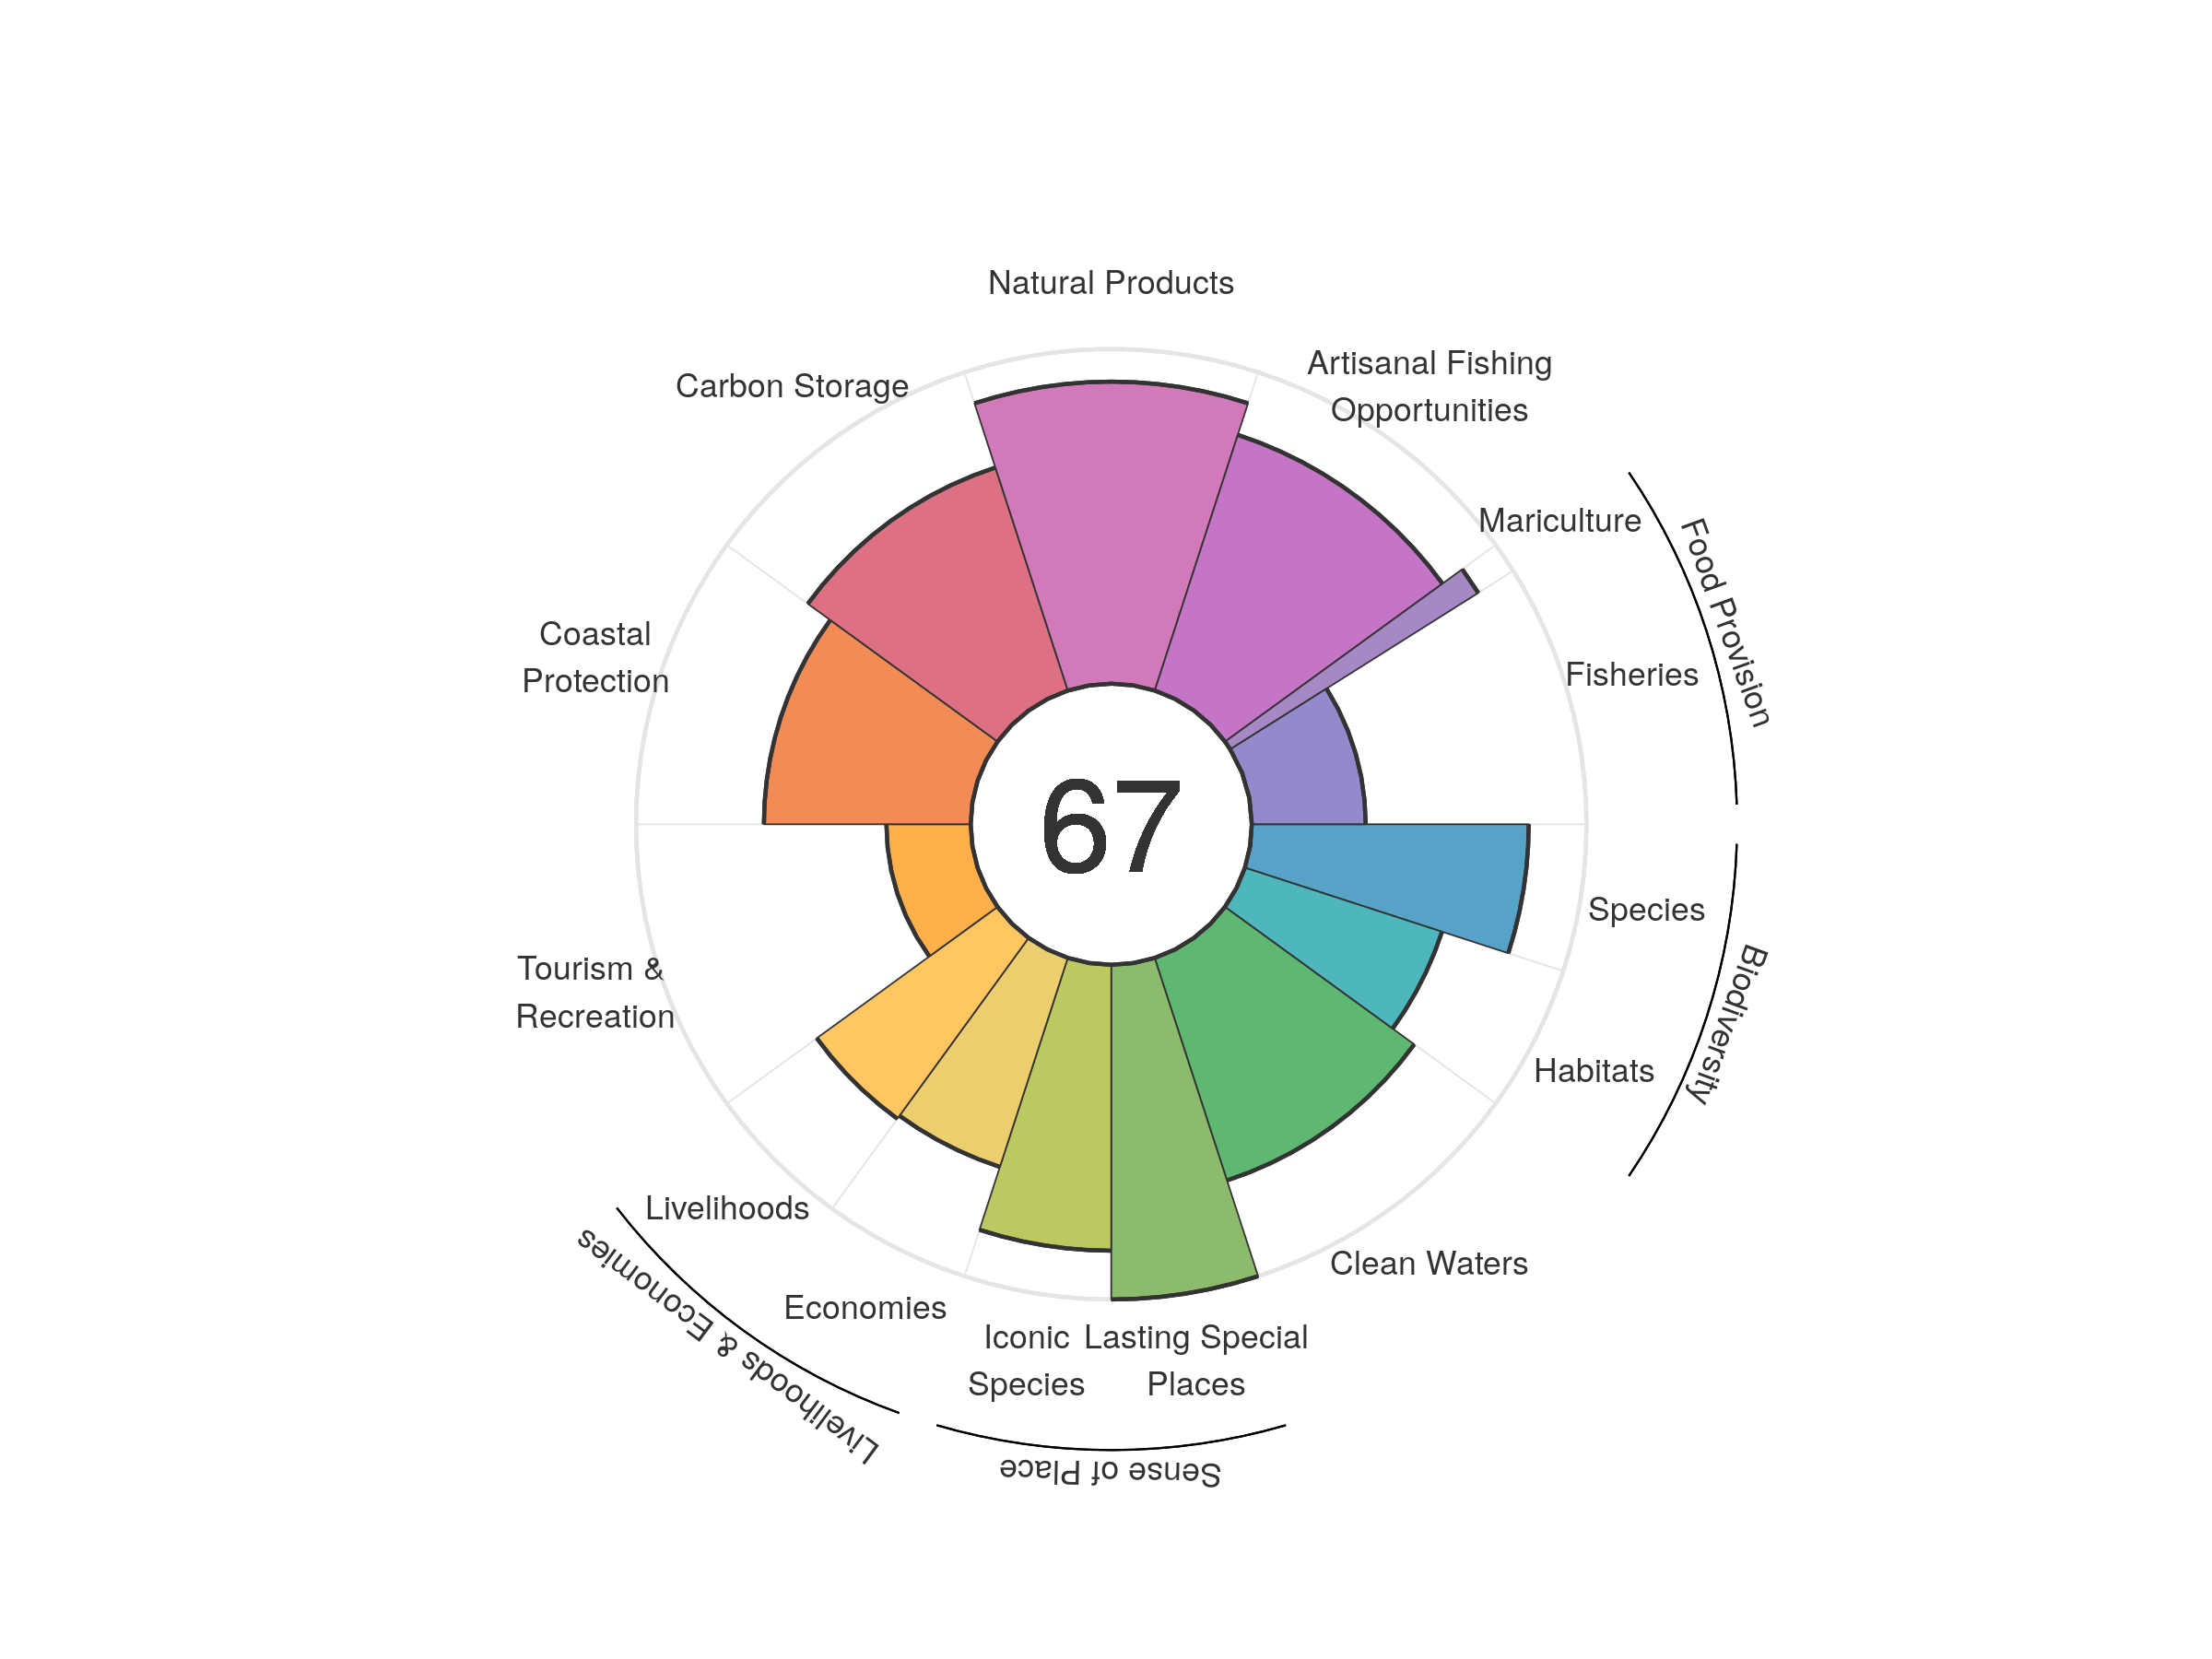 Natural Products
Artisanal Fishing
Opportunities
Carbon Storage
Mariculture
Food Provision
Fisheries
Coastal
Protection
67
Species
Biodiversity
Habitats
Tourism &
Recreation
Livelihoods
Economies
Livelihoods & Economies
Clean Waters
Iconic
Species
Lasting Special
Places
Sense of Place